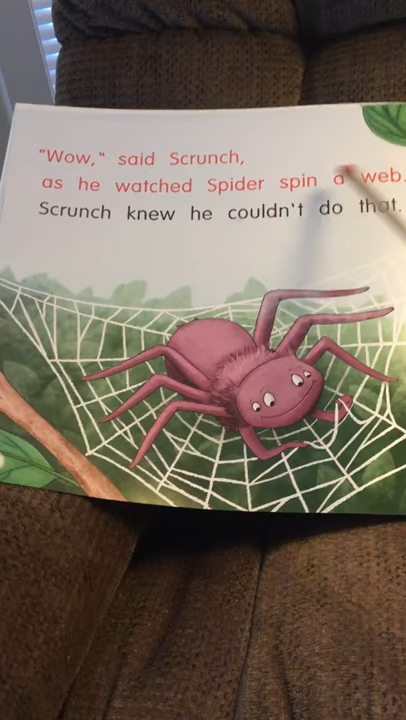 "Wow," said Scrunch,
as he watched Spider spin a web.
Scrunch knew he couldn't do that.